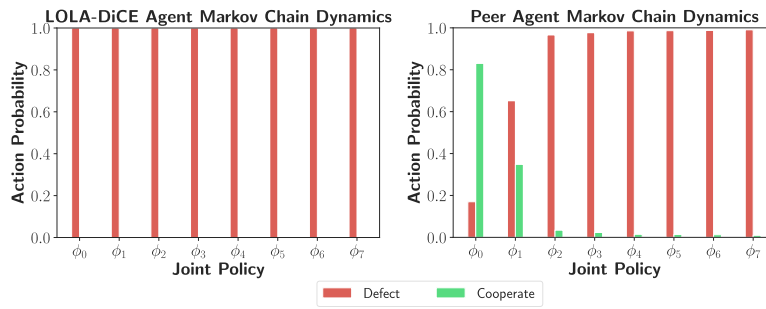 LOLA-DiCE Agent Markov Chain Dynamics
Action Probability
1.0
0.8
0.6
0.4
0.2
0.0
ϕ0 ϕ1 ϕ2 ϕ3 ϕ4 ϕ5 ϕ6 ϕ7
Joint Policy
Peer Agent Markov Chain Dynamics
Action Probability
1.0
0.8
0.6
0.4
0.2
0.0
ϕ0 ϕ1 ϕ2 ϕ3 ϕ4 ϕ5 ϕ6 ϕ7
Joint Policy
Defect Cooperate